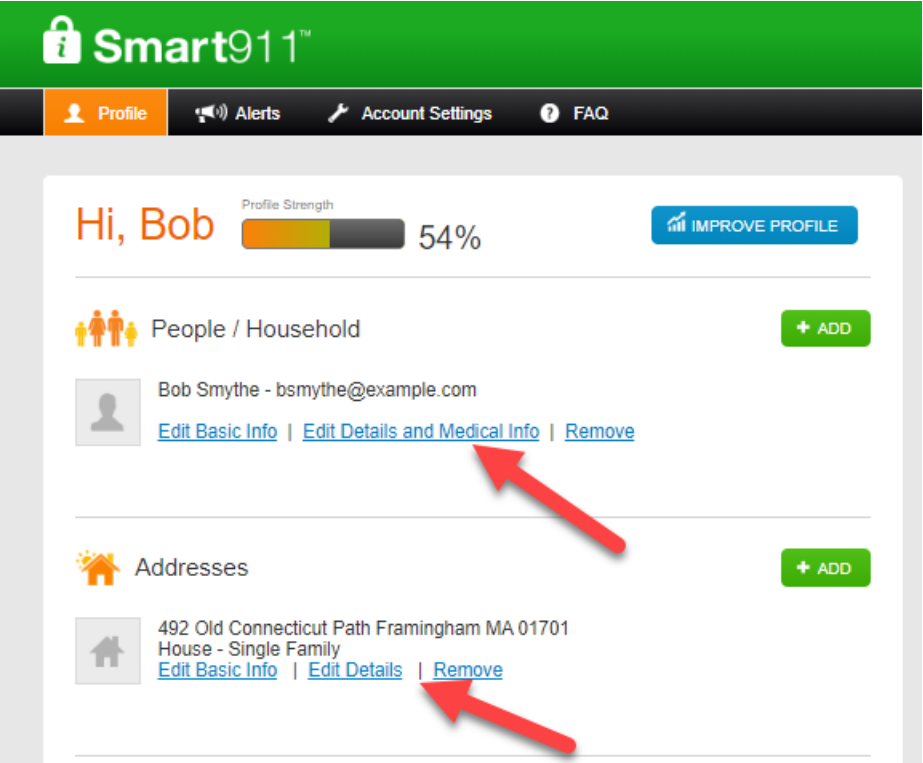 Smart911™
Profile Alerts Account Settings FAQ
Profile Strength
Hi, Bob 54% IMPROVE PROFILE
People / Household + ADD
Bob Smythe - bsmythe@example.com
Edit Basic Info | Edit Details and Medical Info | Remove
Addresses + ADD
492 Old Connecticut Path Framingham MA 01701
House - Single Family
Edit Basic Info | Edit Details | Remove